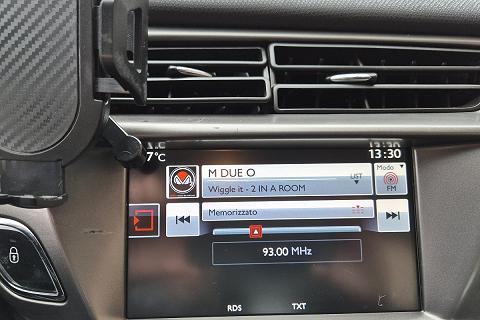 7°C
13:30
M DUE O
LIST
Modo
Wiggle it - 2 IN A ROOM
FM
Memorizzato
93.00 MHz
RDS
TXT